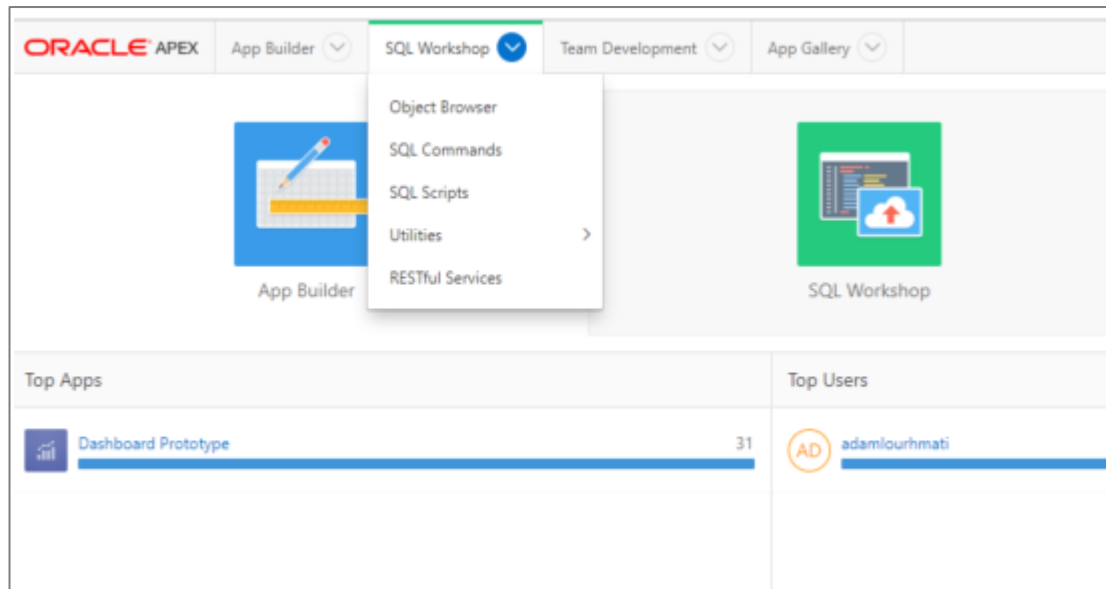 ORACLE APEX App Builder SQL Workshop Team Development App Gallery
Object Browser
SQL Commands
SQL Scripts
Utilities
RESTful Services
App Builder
SQL Workshop
Top Apps
Top Users
Dashboard Prototype 31
AD adamlourhmati